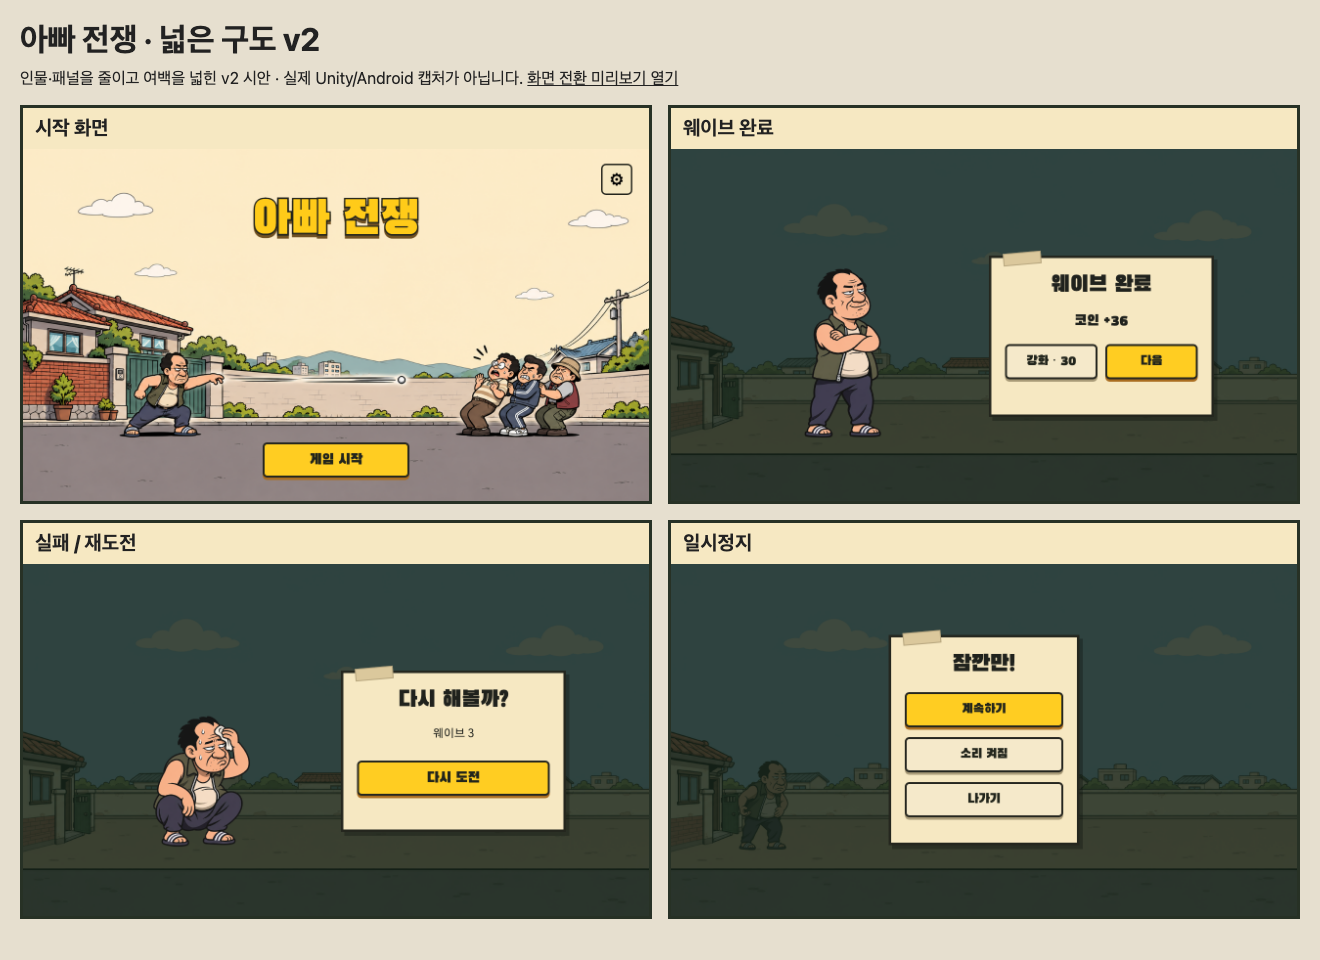 아빠 전쟁 · 넓은 구도 v2
인물·패널을 줄이고 여백을 넓힌 v2 시안 · 실제 Unity/Android 캡처가 아닙니다. 화면 전환 미리보기 열기
시작 화면
아빠 전쟁
게임 시작
웨이브 완료
웨이브 완료
코인 +36
강화 · 30
다음
실패 / 재도전
다시 해볼까?
웨이브 3
다시 도전
일시정지
잠깐만!
계속하기
소리 켜짐
나가기